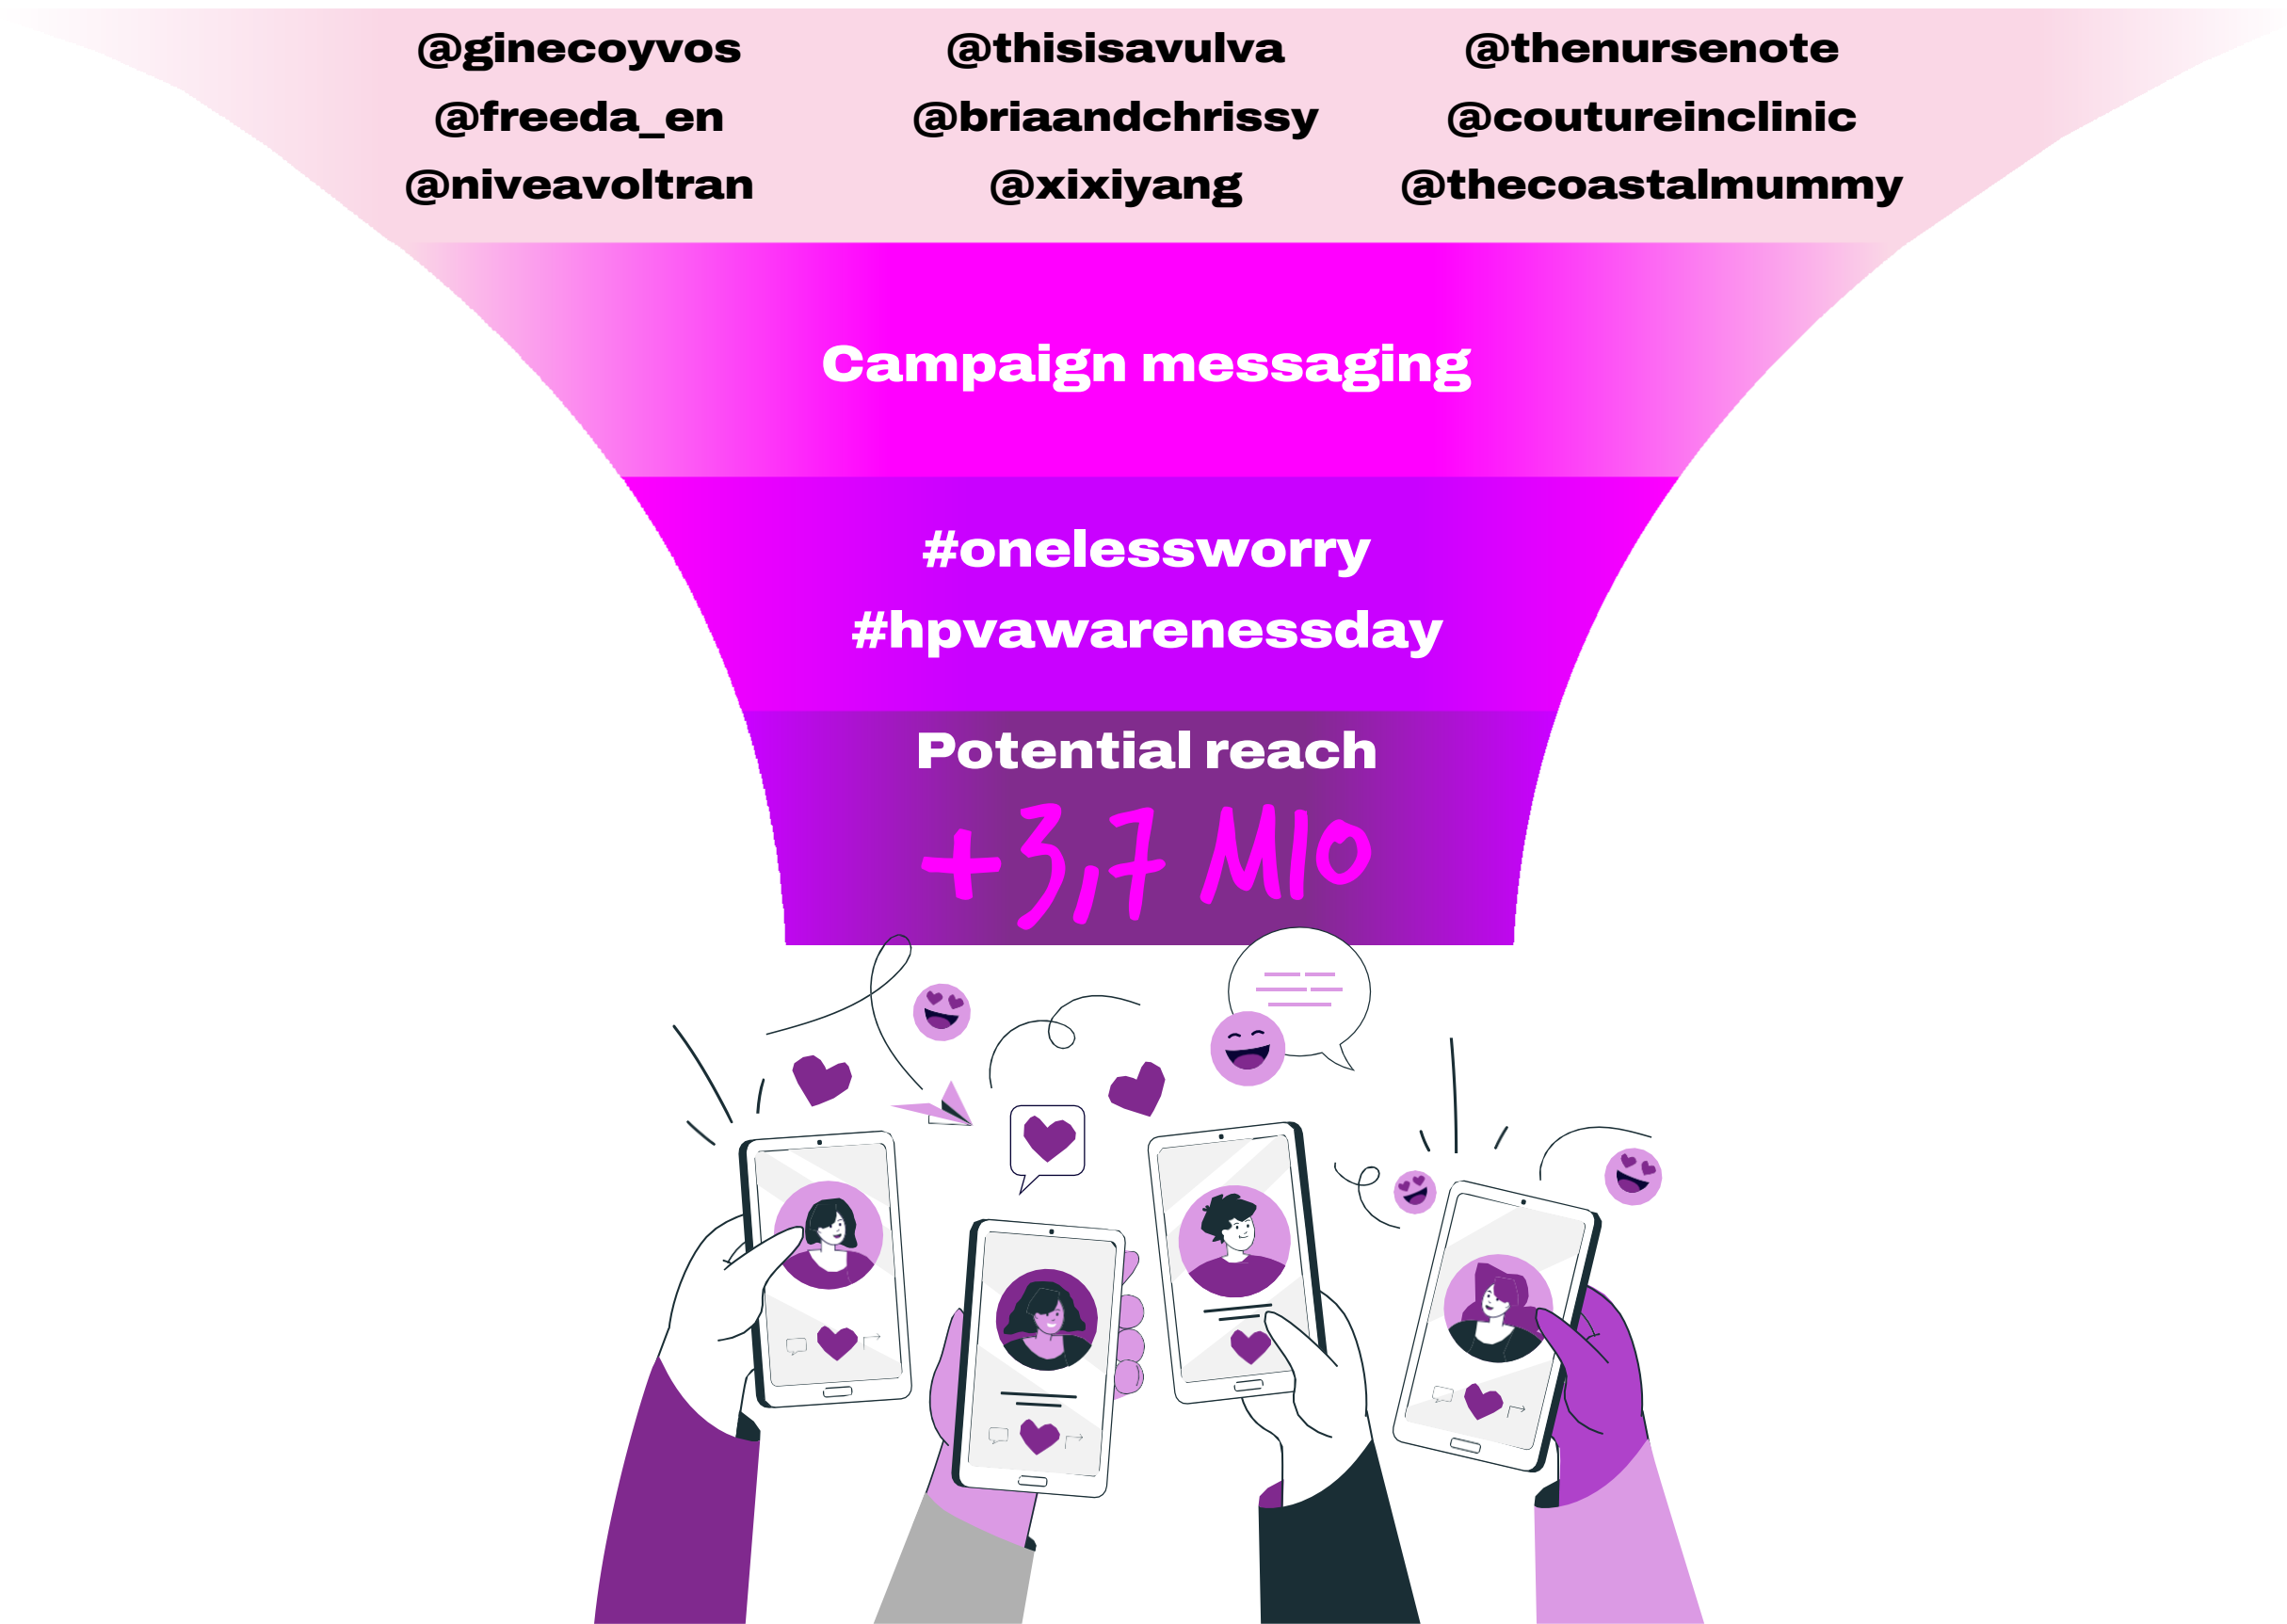 @ginecoyvos @thisisavulva @thenursenote
@freeda_en @briaandchrissy @coutureinclinic
@niveavoltran @xixiyang @thecoastalmummy
Campaign messaging
#onelessworry
#hpvawarenessday
Potential reach
+3,7 MIO